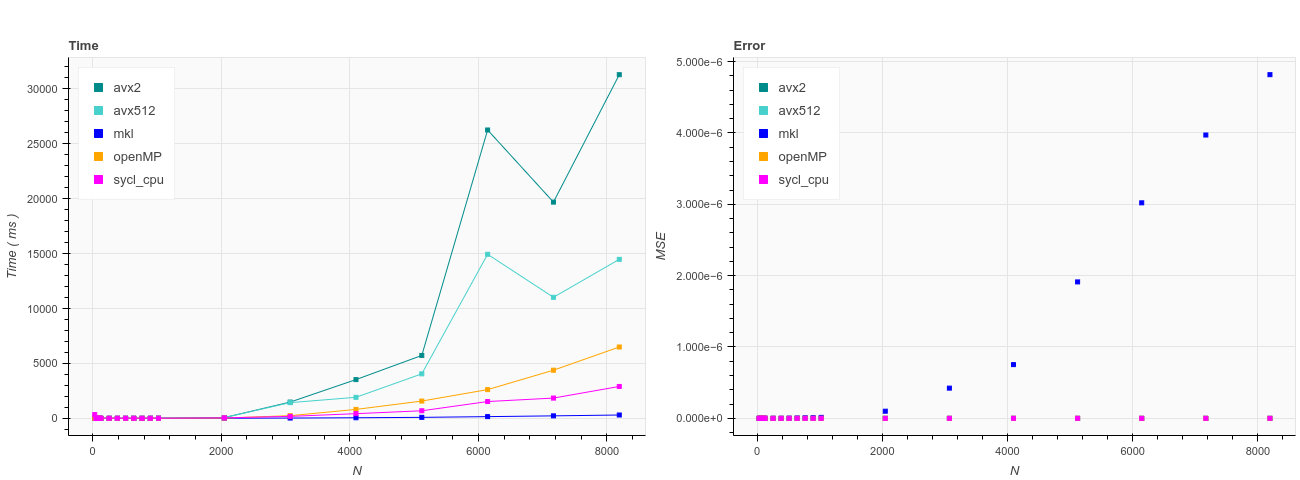 Time
avx2
avx512
mkl
openMP
sycl_cpu
30000
25000
20000
15000
10000
5000
0
Time ( ms )
0
2000
4000
6000
8000
N
Error
avx2
avx512
mkl
openMP
sycl_cpu
5.000e−6
4.000e−6
3.000e−6
2.000e−6
1.000e−6
0.000e+0
MSE
0
2000
4000
6000
8000
N